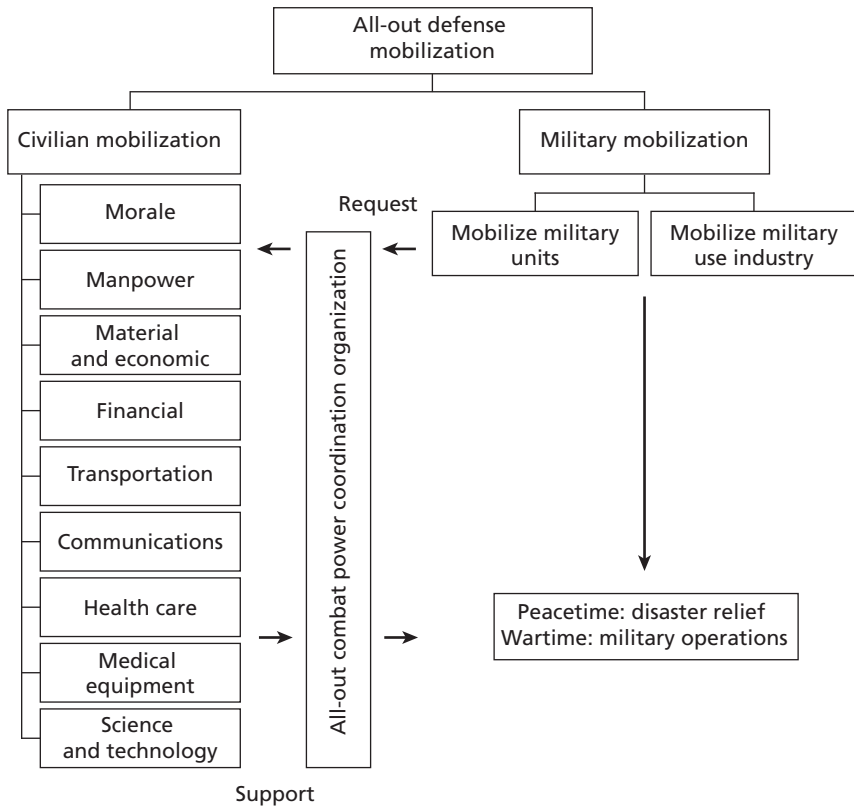 All-out defense
mobilization
Civilian mobilization
Military mobilization
Morale
Manpower
Material
and economic
Financial
Transportation
Communications
Health care
Medical
equipment
Science
and technology
Request
All-out combat power coordination organization
Support
Mobilize military
units
Mobilize military
use industry
Peacetime: disaster relief
Wartime: military operations